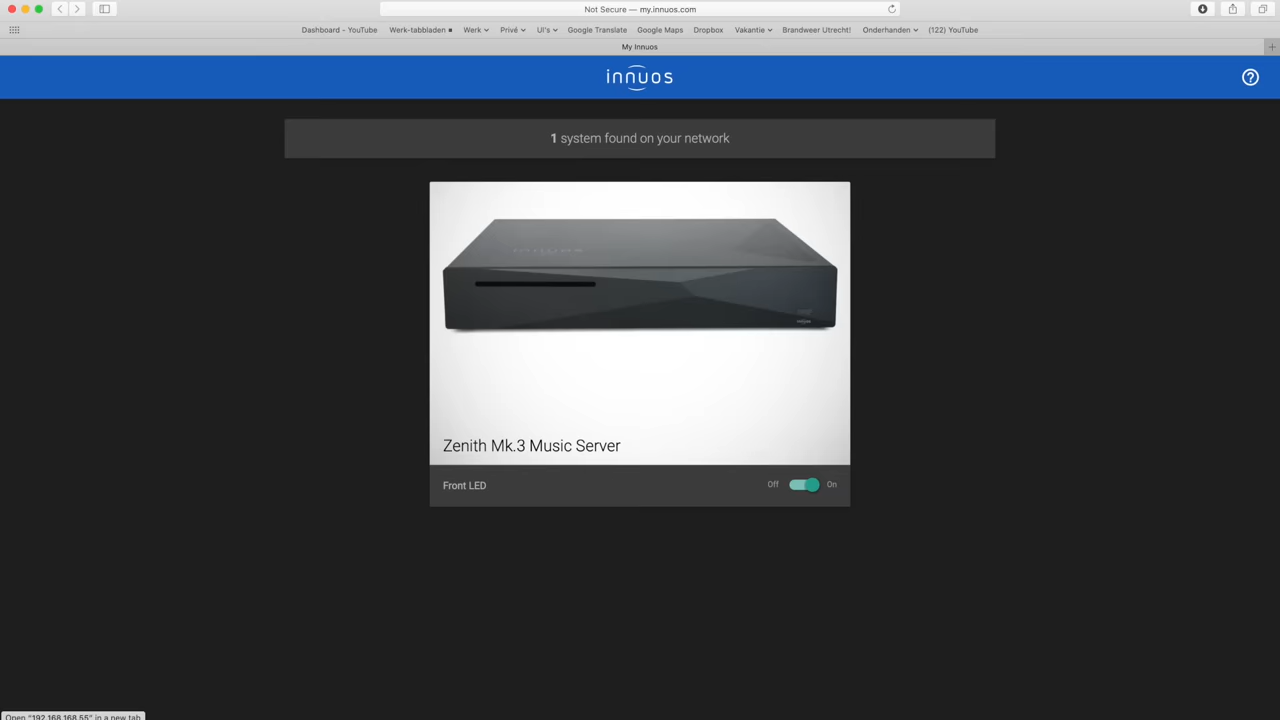 Not Secure — my.innuos.com
Dashboard - YouTube Werk-tabbladen Werk Privé UI's Google Translate Google Maps Dropbox Vakantie Brandweer Utrecht! Onderhanden (122) YouTube
My Innuos
innuos
1 system found on your network
innuos
Zenith Mk.3 Music Server
Front LED Off On
Open "192.168.168.55" in a new tab